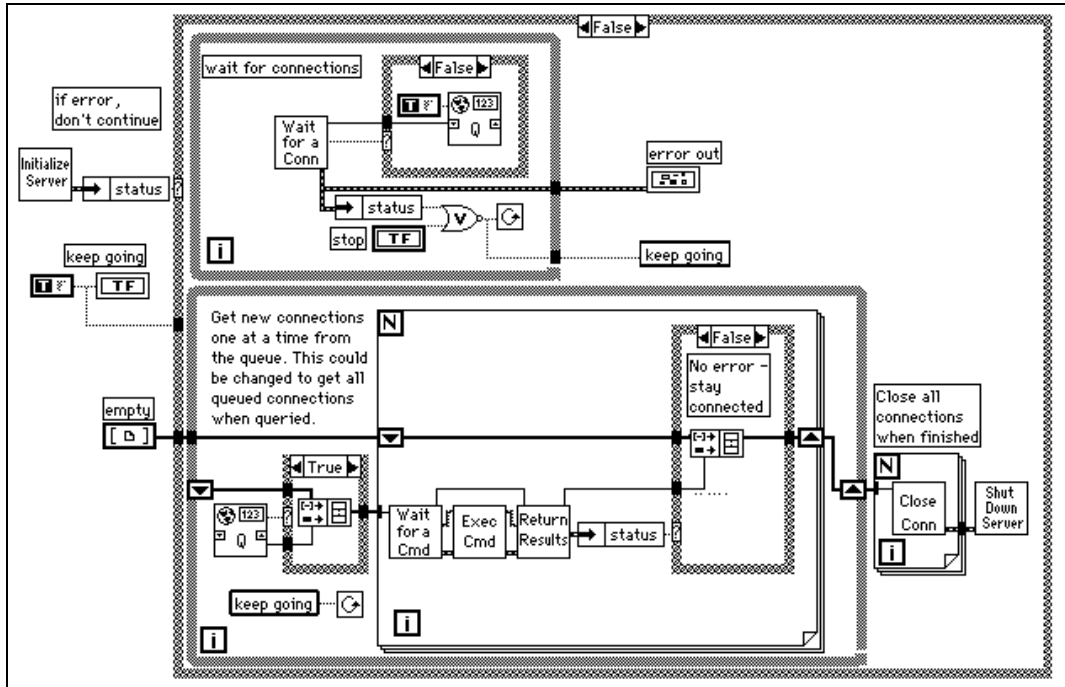 False
wait for connections
False
if error,
don't continue
T F
123
Q
Wait
for a
Conn
Initialize
Server
status
error out
status
V
stop
TF
i
keep going
keep going
T F
TF
Get new connections
one at a time from
the queue. This could
be changed to get all
queued connections
when queried.
N
False
No error -
stay
connected
empty
Close all
connections
when finished
True
N
123
Q
Wait
for a
Cmd
Exec
Cmd
Return
Results
status
Close
Conn
Shut
Down
Server
i
keep going
i
i